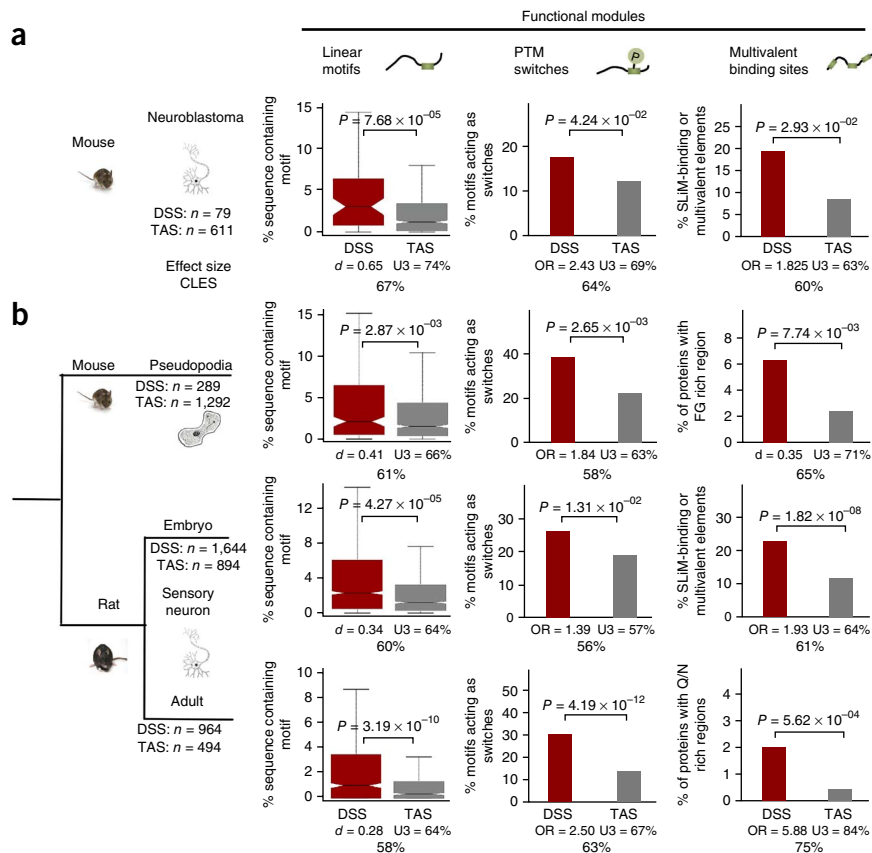 Functional modules
a
Linear
motifs
PTM
switches
P
Multivalent
binding sites
Mouse
Neuroblastoma
DSS: n = 79
TAS: n = 611
Effect size
CLES
% sequence containing
motif
15
10
5
0
P = 7.68 × 10−05
DSS TAS
d = 0.65 U3 = 74%
67%
% motifs acting as
switches
20
10
0
P = 4.24 × 10−02
DSS TAS
OR = 2.43 U3 = 69%
64%
% SLiM-binding or
multivalent elements
25
20
15
10
5
0
P = 2.93 × 10−02
DSS TAS
OR = 1.825 U3 = 63%
60%
b
Mouse
Pseudopodia
DSS: n = 289
TAS: n = 1,292
% sequence containing
motif
15
10
5
0
P = 2.87 × 10−03
d = 0.41 U3 = 66%
61%
% motifs acting as
switches
40
20
0
P = 2.65 × 10−03
OR = 1.84 U3 = 63%
58%
% of proteins with
FG rich region
8
6
4
2
0
P = 7.74 × 10−03
d = 0.35 U3 = 71%
65%
Rat
Embryo
DSS: n = 1,644
TAS: n = 894
Sensory
neuron
% sequence containing
motif
12
8
4
0
P = 4.27 × 10−05
d = 0.34 U3 = 64%
60%
% motifs acting as
switches
30
20
10
0
P = 1.31 × 10−02
OR = 1.39 U3 = 57%
56%
% SLiM-binding or
multivalent elements
30
20
10
0
P = 1.82 × 10−08
OR = 1.93 U3 = 64%
61%
Adult
DSS: n = 964
TAS: n = 494
% sequence containing
motif
10
8
6
4
2
0
P = 3.19 × 10−10
DSS TAS
d = 0.28 U3 = 64%
58%
% motifs acting as
switches
50
40
30
20
10
0
P = 4.19 × 10−12
DSS TAS
OR = 2.50 U3 = 67%
63%
% of proteins with Q/N
rich regions
4
3
2
1
0
P = 5.62 × 10−04
DSS TAS
OR = 5.88 U3 = 84%
75%